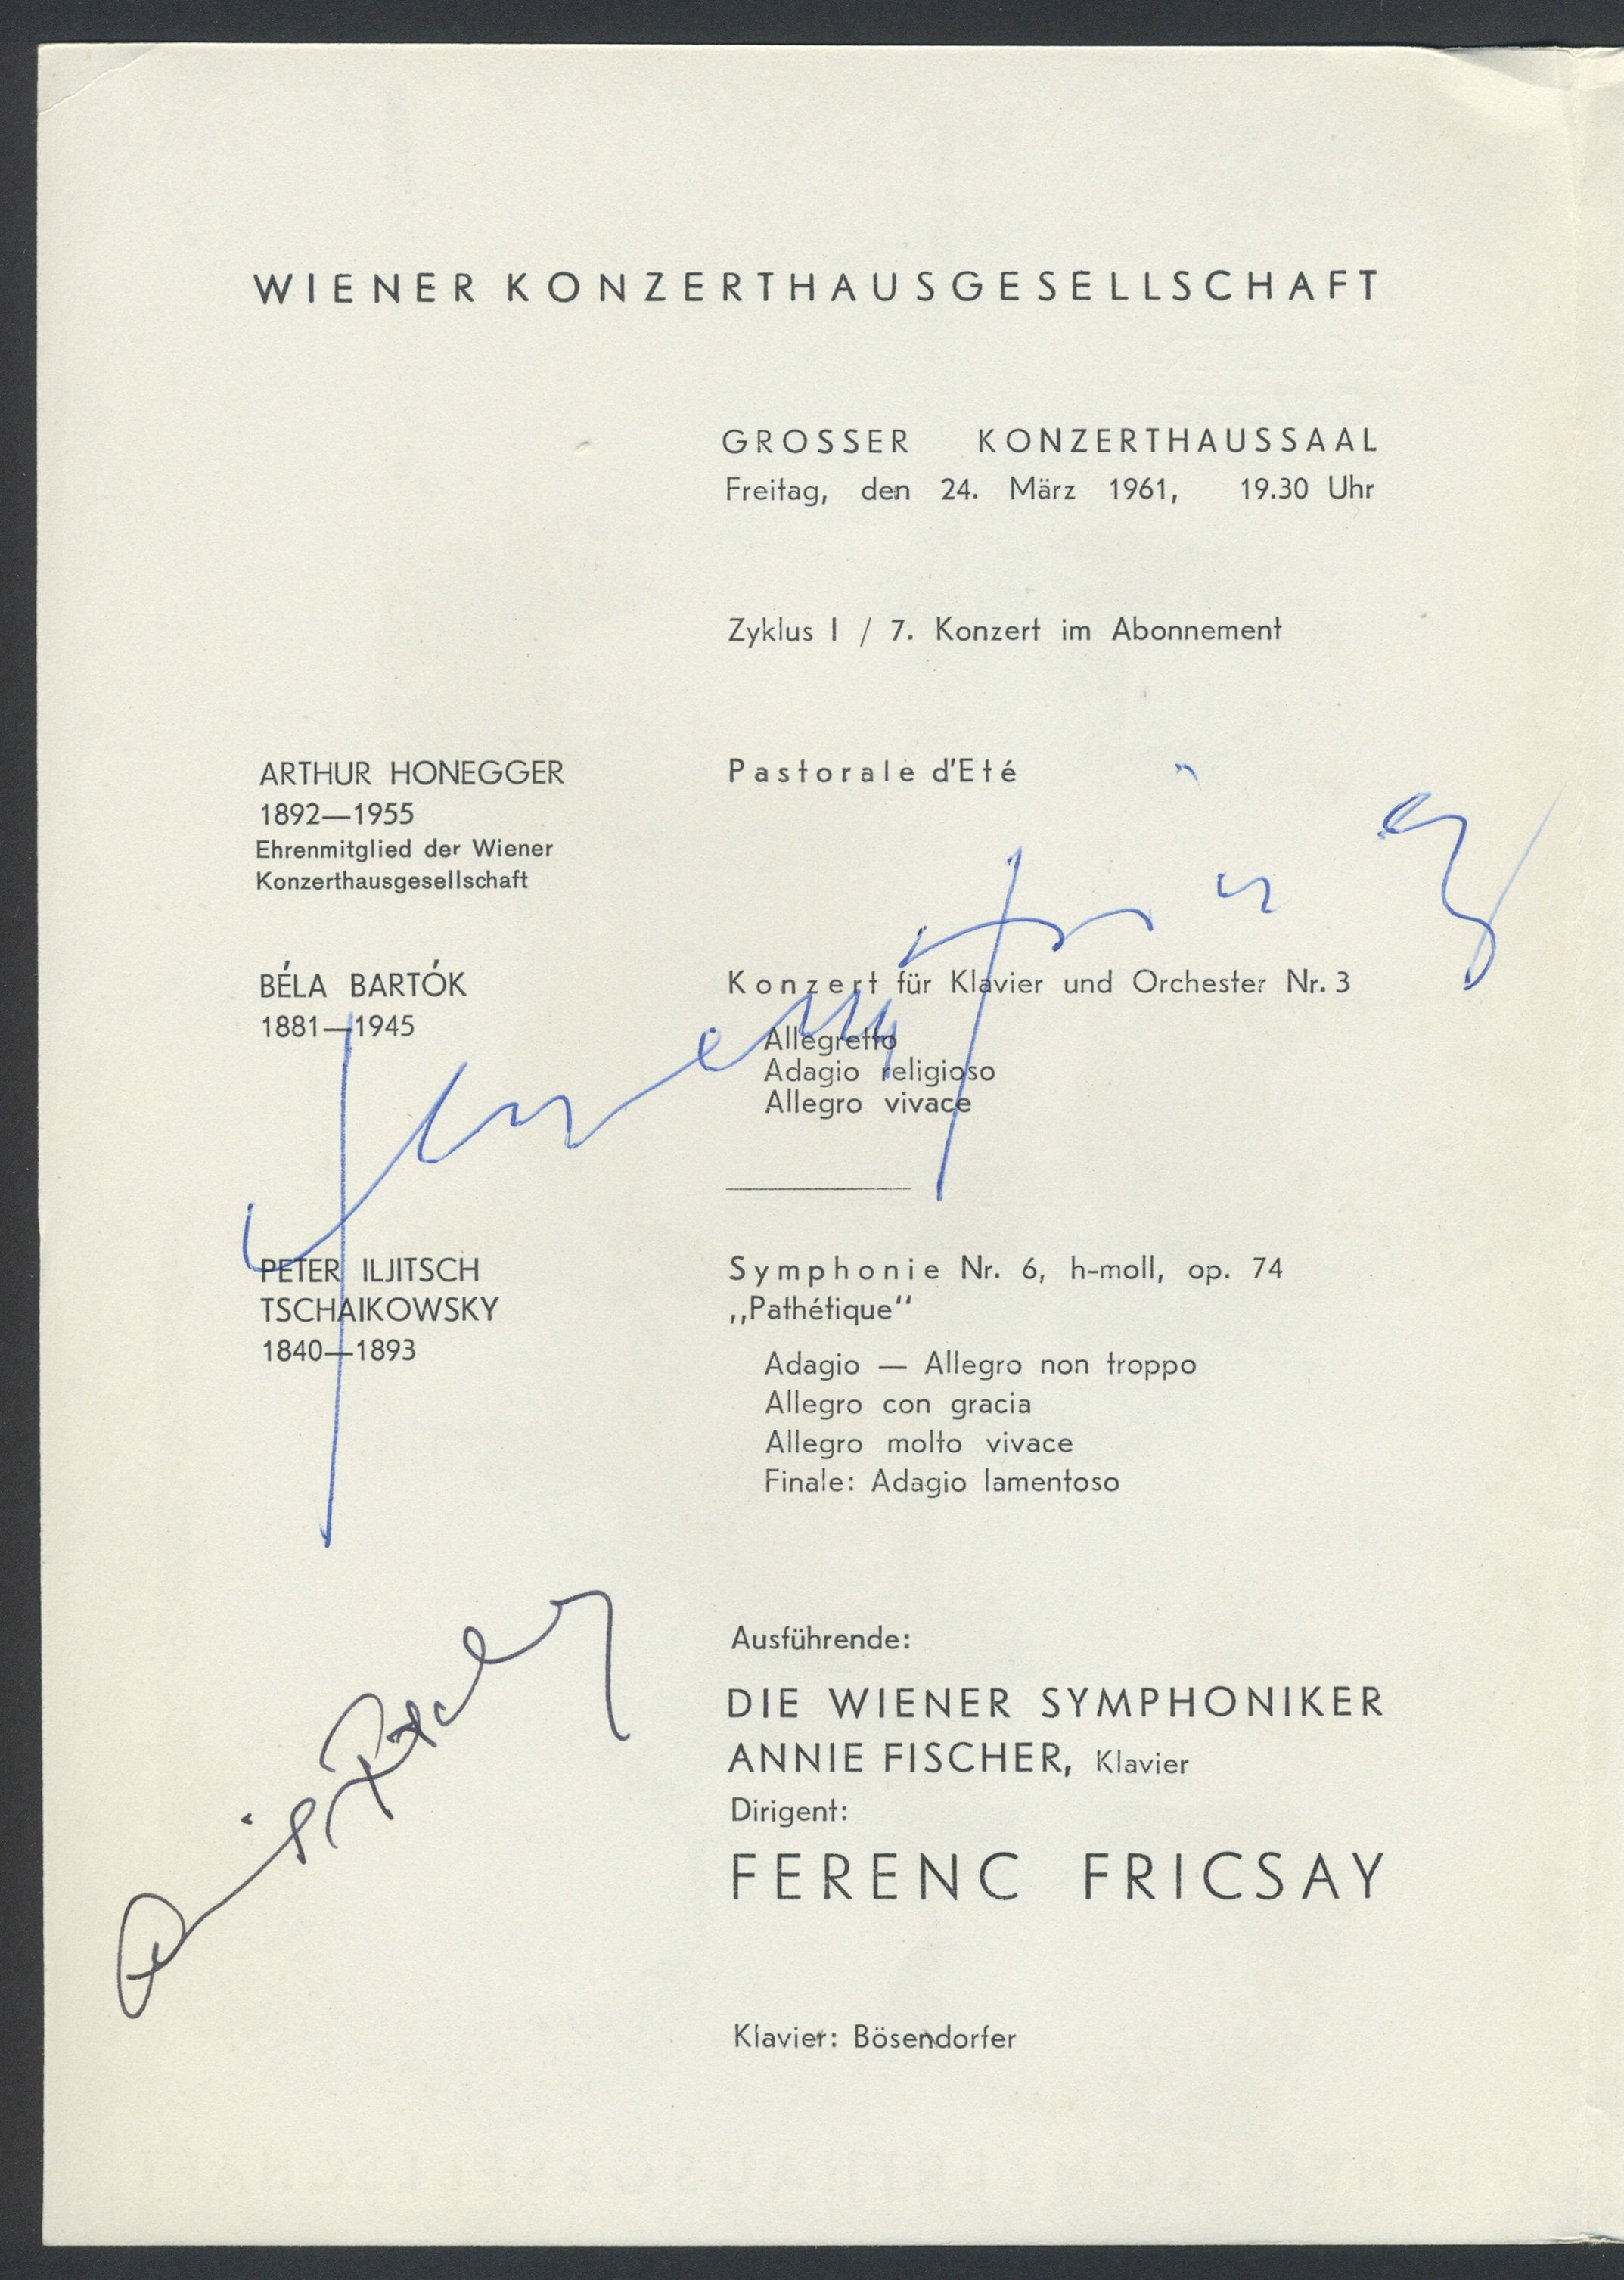 WIENER KONZERTHAUSGESELLSCHAFT
GROSSER KONZERTHAUSSAAL
Freitag, den 24. März 1961, 19.30 Uhr
Zyklus I / 7. Konzert im Abonnement
ARTHUR HONEGGER
1892—1955
Ehrenmitglied der Wiener
Konzerthausgesellschaft
Pastorale d'Eté
BÉLA BARTÓK
1881—1945
Konzert für Klavier und Orchester Nr. 3
Allegretto
Adagio religioso
Allegro vivace
PETER ILJITSCH
TSCHAIKOWSKY
1840—1893
Symphonie Nr. 6, h-moll, op. 74
„Pathétique“
Adagio — Allegro non troppo
Allegro con gracia
Allegro molto vivace
Finale: Adagio lamentoso
Ausführende:
DIE WIENER SYMPHONIKER
ANNIE FISCHER, Klavier
Dirigent:
FERENC FRICSAY
Annie Fischer
Klavier: Bösendorfer